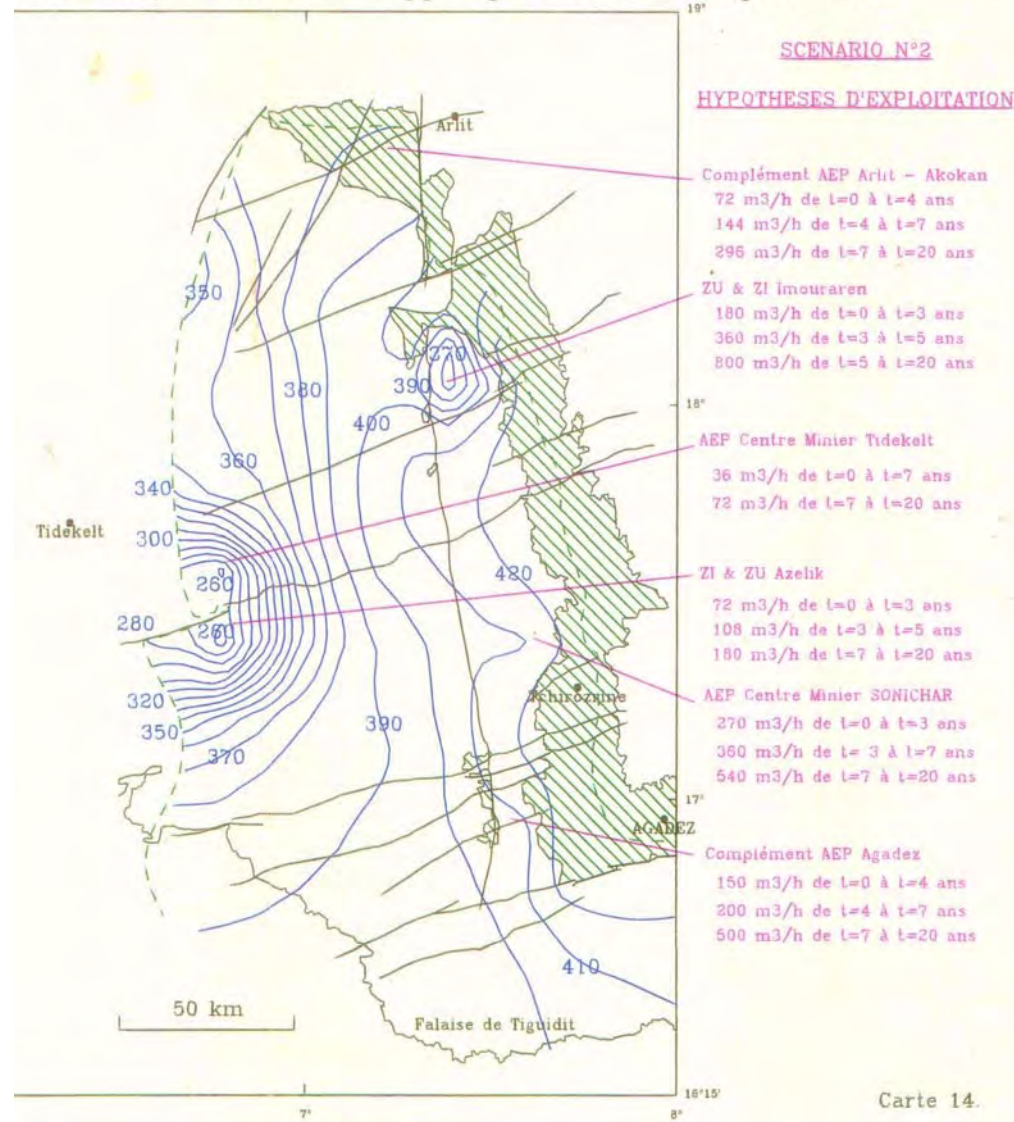 19°
SCENARIO N°2
HYPOTHESES D'EXPLOITATION
Arlit
Complément AEP Arlit - Akokan
72 m3/h de t=0 à t=4 ans
144 m3/h de t=4 à t=7 ans
296 m3/h de t=7 à t=20 ans
350
ZU & ZI Imouraren
180 m3/h de t=0 à t=3 ans
360 m3/h de t=3 à t=5 ans
800 m3/h de t=5 à t=20 ans
370
380
390
400
18°
360
AEP Centre Minier Tidekelt
36 m3/h de t=0 à t=7 ans
72 m3/h de t=7 à t=20 ans
340
Tidekelt
300
260
420
ZI & ZU Azelik
72 m3/h de t=0 à t=3 ans
108 m3/h de t=3 à t=5 ans
180 m3/h de t=7 à t=20 ans
280
260
320
Tchirozrine
AEP Centre Minier SONICHAR
270 m3/h de t=0 à t=3 ans
360 m3/h de t= 3 à t=7 ans
540 m3/h de t=7 à t=20 ans
350
390
370
17°
AGADEZ
Complément AEP Agadez
150 m3/h de t=0 à t=4 ans
200 m3/h de t=4 à t=7 ans
500 m3/h de t=7 à t=20 ans
410
50 km
Falaise de Tiguidit
16°15'
7°
8°
Carte 14.